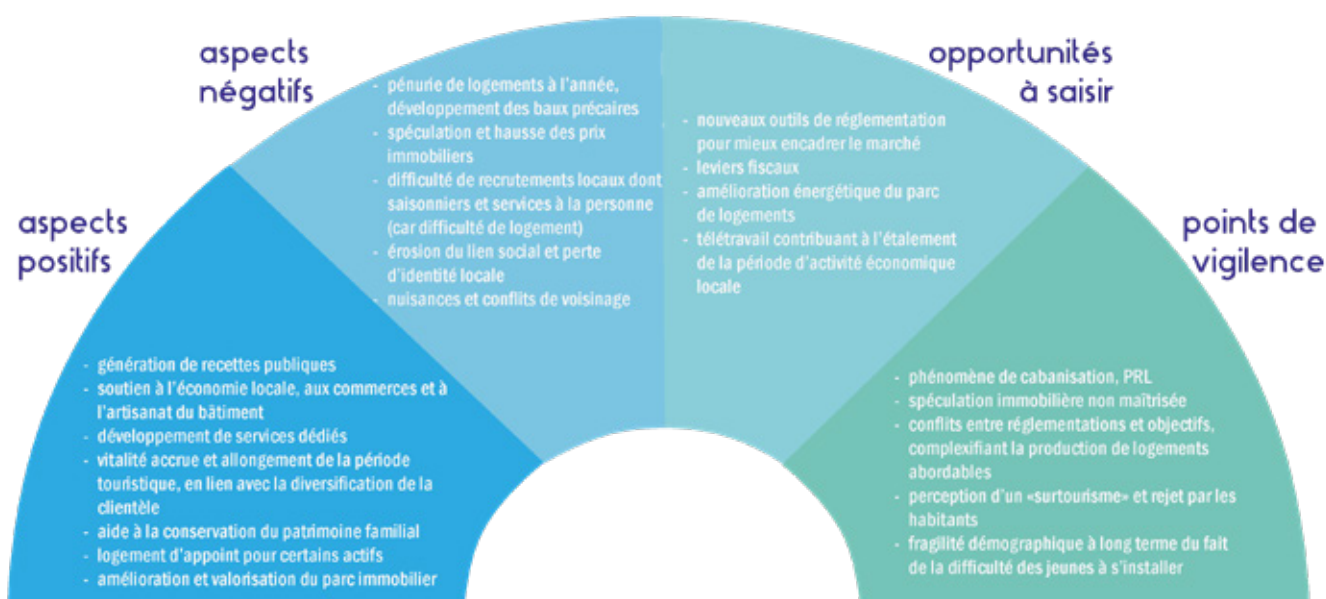 aspects
positifs
- génération de recettes publiques
- soutien à l'économie locale, aux commerces et à
l'artisanat du bâtiment
- développement de services dédiés
- vitalité accrue et allongement de la période
touristique, en lien avec la diversification de la
clientèle
- aide à la conservation du patrimoine familial
- logement d'appoint pour certains actifs
- amélioration et valorisation du parc immobilier
aspects
négatifs
- pénurie de logements à l'année,
développement des baux précaires
- spéculation et hausse des prix
immobiliers
- difficulté de recrutements locaux dont
saisonniers et services à la personne
(car difficulté de logement)
- érosion du lien social et perte
d'identité locale
- nuisances et conflits de voisinage
opportunités
à saisir
- nouveaux outils de réglementation
pour mieux encadrer le marché
- leviers fiscaux
- amélioration énergétique du parc
de logements
- télétravail contribuant à l'étalement
de la période d'activité économique
locale
points de
vigilence
- phénomène de cabanisation, PRL
- spéculation immobilière non maîtrisée
- conflits entre réglementations et objectifs,
complexifiant la production de logements
abordables
- perception d'un «surtourisme» et rejet par les
habitants
- fragilité démographique à long terme du fait
de la difficulté des jeunes à s'installer